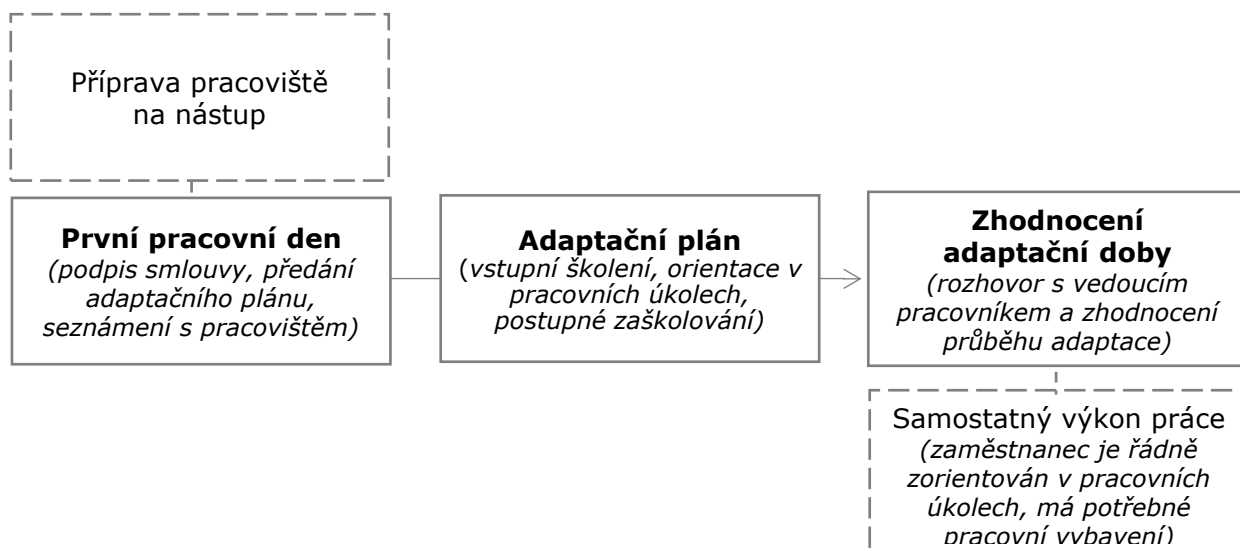 Příprava pracoviště
na nástup
První pracovní den
(podpis smlouvy, předání
adaptačního plánu,
seznámení s pracovištěm)
Adaptační plán
(vstupní školení, orientace v
pracovních úkolech,
postupné zaškolování)
Zhodnocení
adaptační doby
(rozhovor s vedoucím
pracovníkem a zhodnocení
průběhu adaptace)
Samostatný výkon práce
(zaměstnanec je řádně
zorientován v pracovních
úkolech, má potřebné
pracovní vybavení)